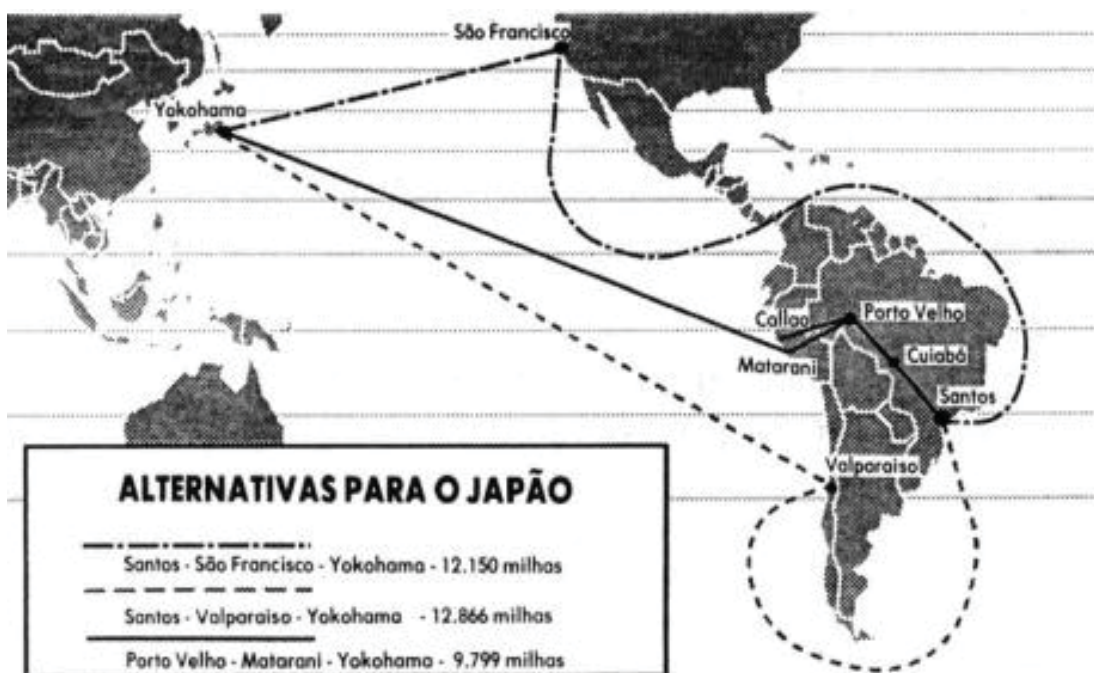 São Francisco
Yokohama
Callao
Porto Velho
Matarani
Cuiabá
Santos
Valparaiso
ALTERNATIVAS PARA O JAPÃO
Santos - São Francisco - Yokohama - 12.150 milhas
Santos - Valparaiso - Yokohama - 12.866 milhas
Porto Velho - Matarani - Yokohama - 9.799 milhas